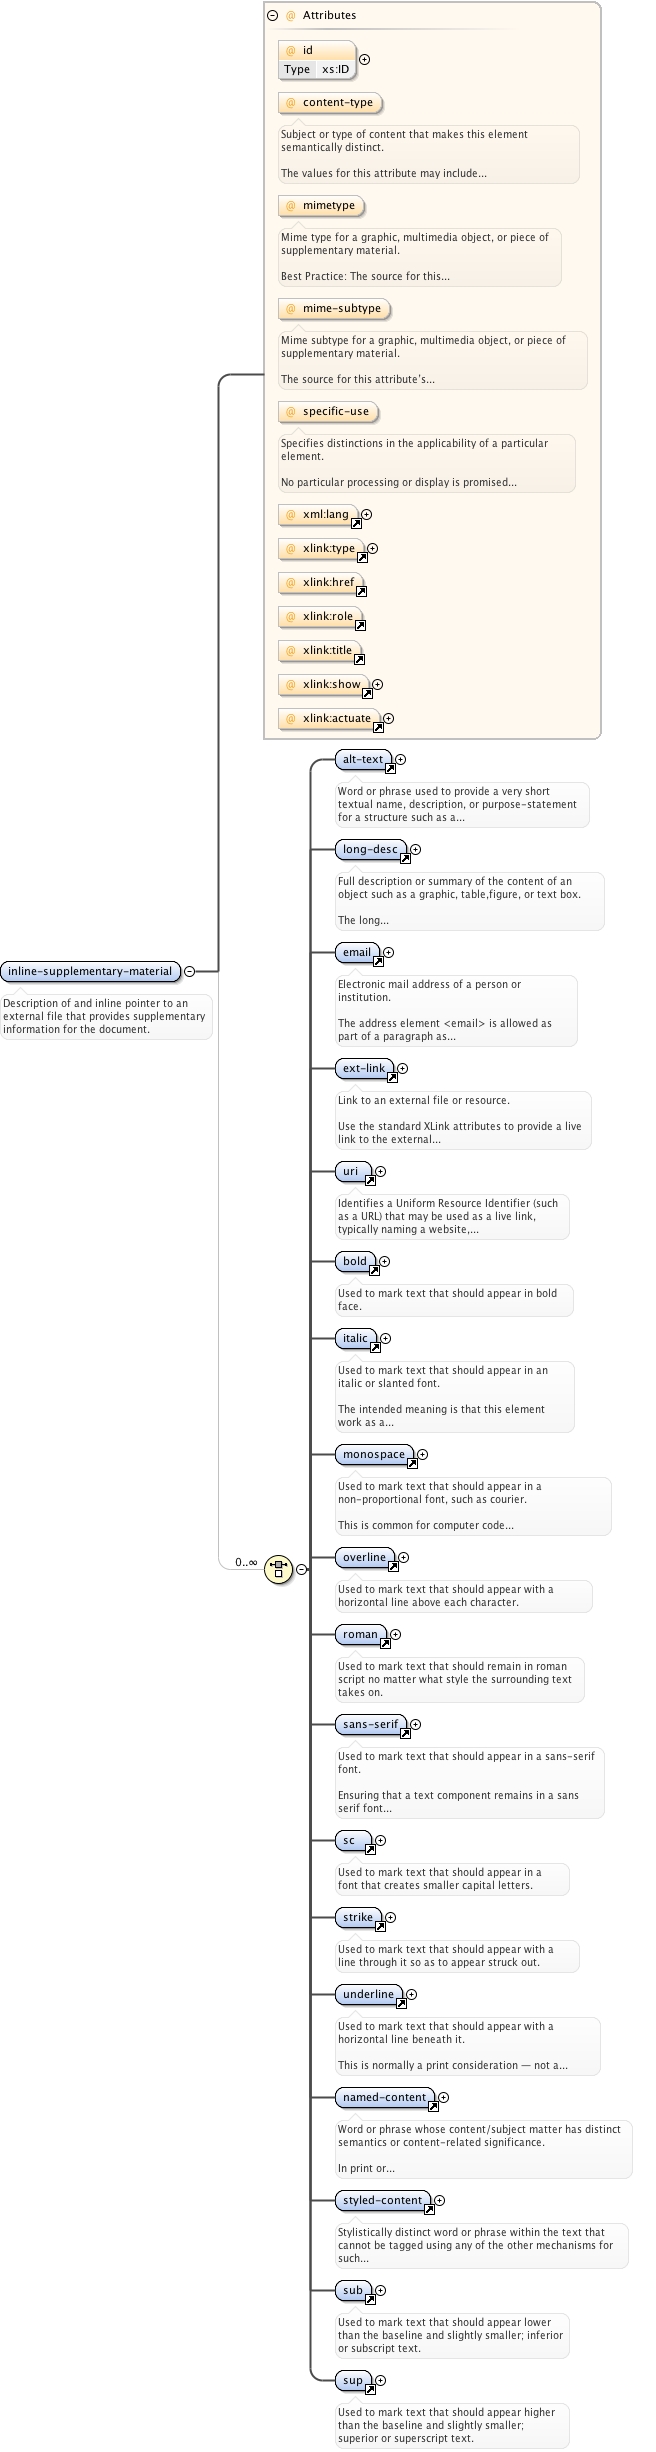 Attributes
@ id
Type xs:ID
@ content-type
Subject or type of content that makes this element
semantically distinct.
The values for this attribute may include...
@ mimetype
Mime type for a graphic, multimedia object, or piece of
supplementary material.
Best Practice: The source for this...
@ mime-subtype
Mime subtype for a graphic, multimedia object, or piece of
supplementary material.
The source for this attribute's...
@ specific-use
Specifies distinctions in the applicability of a particular
element.
No particular processing or display is promised...
@ xml:lang
@ xlink:type
@ xlink:href
@ xlink:role
@ xlink:title
@ xlink:show
@ xlink:actuate
inline-supplementary-material
Description of and inline pointer to an
external file that provides supplementary
information for the document.
0..∞
alt-text
Word or phrase used to provide a very short
textual name, description, or purpose-statement
for a structure such as a...
long-desc
Full description or summary of the content of an
object such as a graphic, table,figure, or text box.
The long...
email
Electronic mail address of a person or
institution.
The address element <email> is allowed as
part of a paragraph as...
ext-link
Link to an external file or resource.
Use the standard XLink attributes to provide a live
link to the external...
uri
Identifies a Uniform Resource Identifier (such
as a URL) that may be used as a live link,
typically naming a website,...
bold
Used to mark text that should appear in bold
face.
italic
Used to mark text that should appear in an
italic or slanted font.
The intended meaning is that this element
work as a...
monospace
Used to mark text that should appear in a
non-proportional font, such as courier.
This is common for computer code...
overline
Used to mark text that should appear with a
horizontal line above each character.
roman
Used to mark text that should remain in roman
script no matter what style the surrounding text
takes on.
sans-serif
Used to mark text that should appear in a sans-serif
font.
Ensuring that a text component remains in a sans
serif font...
sc
Used to mark text that should appear in a
font that creates smaller capital letters.
strike
Used to mark text that should appear with a
line through it so as to appear struck out.
underline
Used to mark text that should appear with a
horizontal line beneath it.
This is normally a print consideration — not a...
named-content
Word or phrase whose content/subject matter has distinct
semantics or content-related significance.
In print or...
styled-content
Stylistically distinct word or phrase within the text that
cannot be tagged using any of the other mechanisms for
such...
sub
Used to mark text that should appear lower
than the baseline and slightly smaller; inferior
or subscript text.
sup
Used to mark text that should appear higher
than the baseline and slightly smaller;
superior or superscript text.